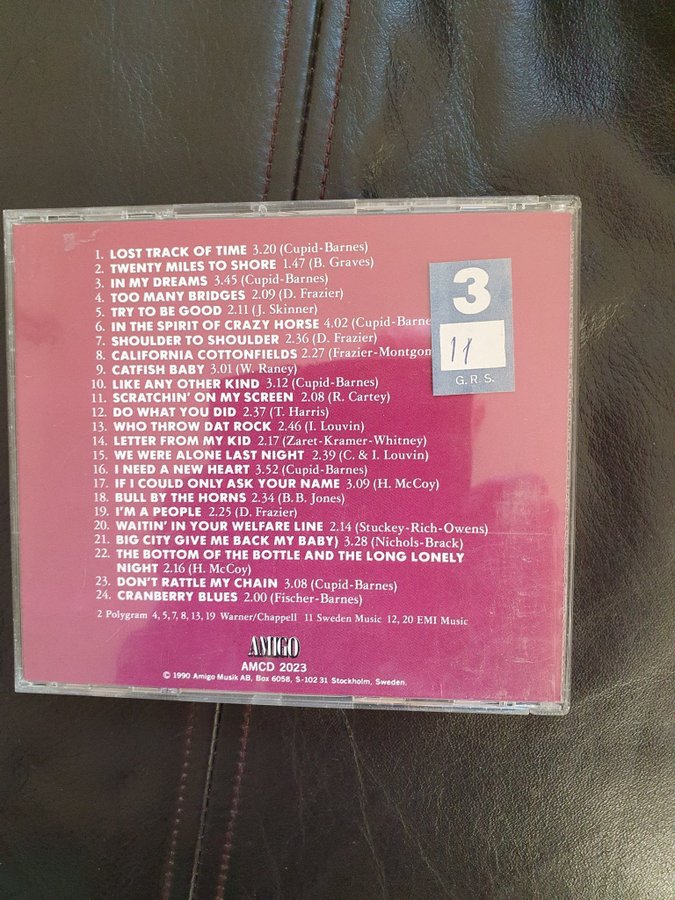 1. LOST TRACK OF TIME 3.20 (Cupid-Barnes)
2. TWENTY MILES TO SHORE 1.47 (B. Graves)
3. IN MY DREAMS 3.45 (Cupid-Barnes)
4. TOO MANY BRIDGES 2.09 (D. Frazier)
5. TRY TO BE GOOD 2.11 (J. Skinner)
6. IN THE SPIRIT OF CRAZY HORSE 4.02 (Cupid-Barne
7. SHOULDER TO SHOULDER 2.36 (D. Frazier)
8. CALIFORNIA COTTONFIELDS 2.27 (Frazier-Montgom
9. CATFISH BABY 3.01 (W. Raney)
10. LIKE ANY OTHER KIND 3.12 (Cupid-Barnes)
11. SCRATCHIN' ON MY SCREEN 2.08 (R. Cartey)
12. DO WHAT YOU DID 2.37 (T. Harris)
13. WHO THROW DAT ROCK 2.46 (I. Louvin)
14. LETTER FROM MY KID 2.17 (Zaret-Kramer-Whitney)
15. WE WERE ALONE LAST NIGHT 2.39 (C. & I. Louvin)
16. I NEED A NEW HEART 3.52 (Cupid-Barnes)
17. IF I COULD ONLY ASK YOUR NAME 3.09 (H. McCoy)
18. BULL BY THE HORNS 2.34 (B.B. Jones)
19. I'M A PEOPLE 2.25 (D. Frazier)
20. WAITIN' IN YOUR WELFARE LINE 2.14 (Stuckey-Rich-Owens)
21. BIG CITY GIVE ME BACK MY BABY) 3.28 (Nichols-Brack)
22. THE BOTTOM OF THE BOTTLE AND THE LONG LONELY
NIGHT 2.16 (H. McCoy)
23. DON'T RATTLE MY CHAIN 3.08 (Cupid-Barnes)
24. CRANBERRY BLUES 2.00 (Fischer-Barnes)
2 Polygram 4, 5, 7, 8, 13, 19 Warner/Chappell 11 Sweden Music 12, 20 EMI Music
AMIGO
AMCD 2023
© 1990 Amigo Musik AB, Box 6058, S-102 31 Stockholm, Sweden.
3
11
G.R.S.